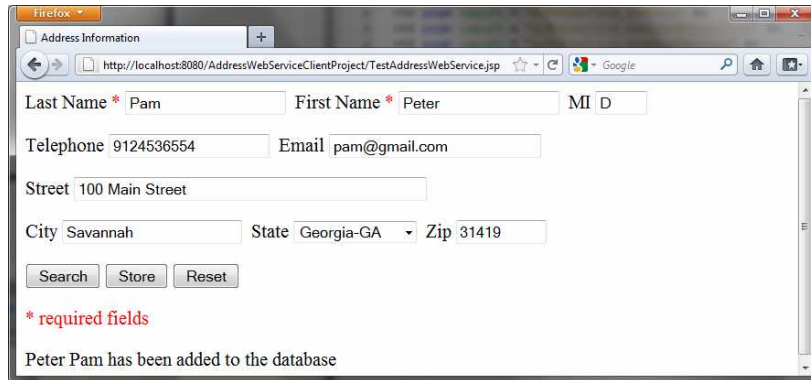 Firefox
Address Information
http://localhost:8080/AddressWebServiceClientProject/TestAddressWebService.jsp Google
Last Name * Pam First Name * Peter MI D
Telephone 9124536554 Email pam@gmail.com
Street 100 Main Street
City Savannah State Georgia-GA Zip 31419
Search Store Reset
* required fields
Peter Pam has been added to the database